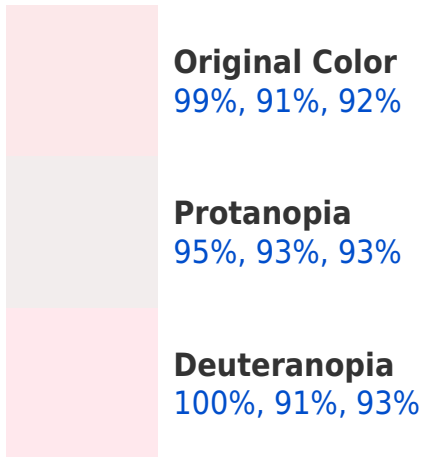 Original Color
99%, 91%, 92%
Protanopia
95%, 93%, 93%
Deuteranopia
100%, 91%, 93%